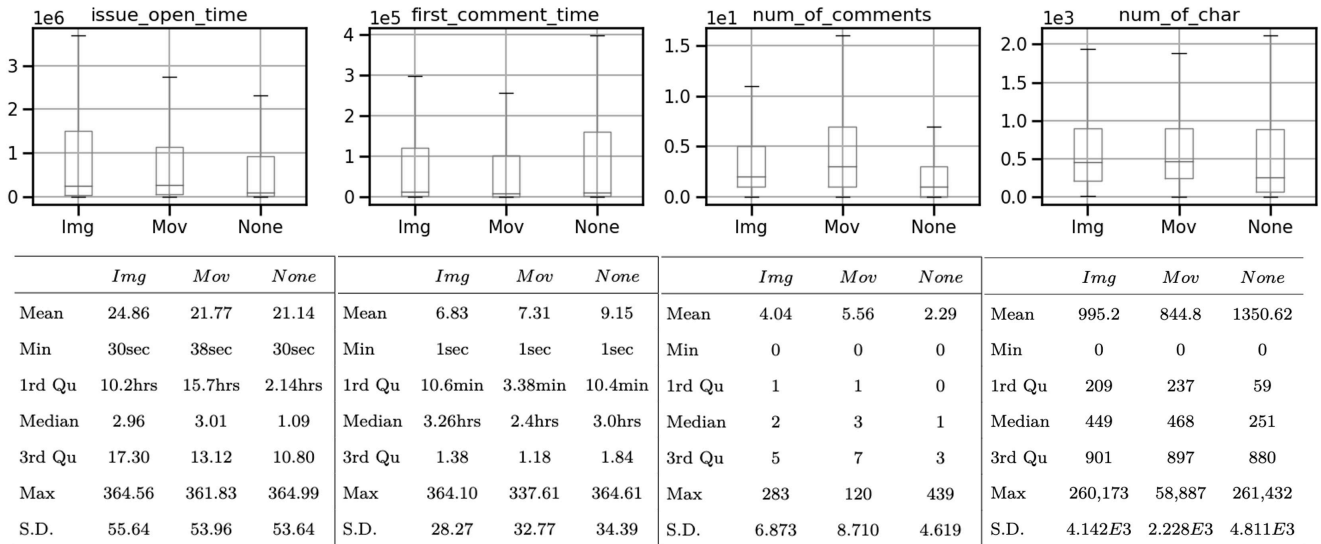 1e6 issue_open_time
3
2
1
0
Img Mov None
1e5 first_comment_time
4
3
2
1
0
Img Mov None
1e1 num_of_comments
1.5
1.0
0.5
0.0
Img Mov None
1e3 num_of_char
2.0
1.5
1.0
0.5
0.0
Img Mov None
Img Mov None
Mean 24.86 21.77 21.14
Min 30sec 38sec 30sec
1rd Qu 10.2hrs 15.7hrs 2.14hrs
Median 2.96 3.01 1.09
3rd Qu 17.30 13.12 10.80
Max 364.56 361.83 364.99
S.D. 55.64 53.96 53.64
Img Mov None
Mean 6.83 7.31 9.15
Min 1sec 1sec 1sec
1rd Qu 10.6min 3.38min 10.4min
Median 3.26hrs 2.4hrs 3.0hrs
3rd Qu 1.38 1.18 1.84
Max 364.10 337.61 364.61
S.D. 28.27 32.77 34.39
Img Mov None
Mean 4.04 5.56 2.29
Min 0 0 0
1rd Qu 1 1 0
Median 2 3 1
3rd Qu 5 7 3
Max 283 120 439
S.D. 6.873 8.710 4.619
Img Mov None
Mean 995.2 844.8 1350.62
Min 0 0 0
1rd Qu 209 237 59
Median 449 468 251
3rd Qu 901 897 880
Max 260,173 58,887 261,432
S.D. 4.142E3 2.228E3 4.811E3